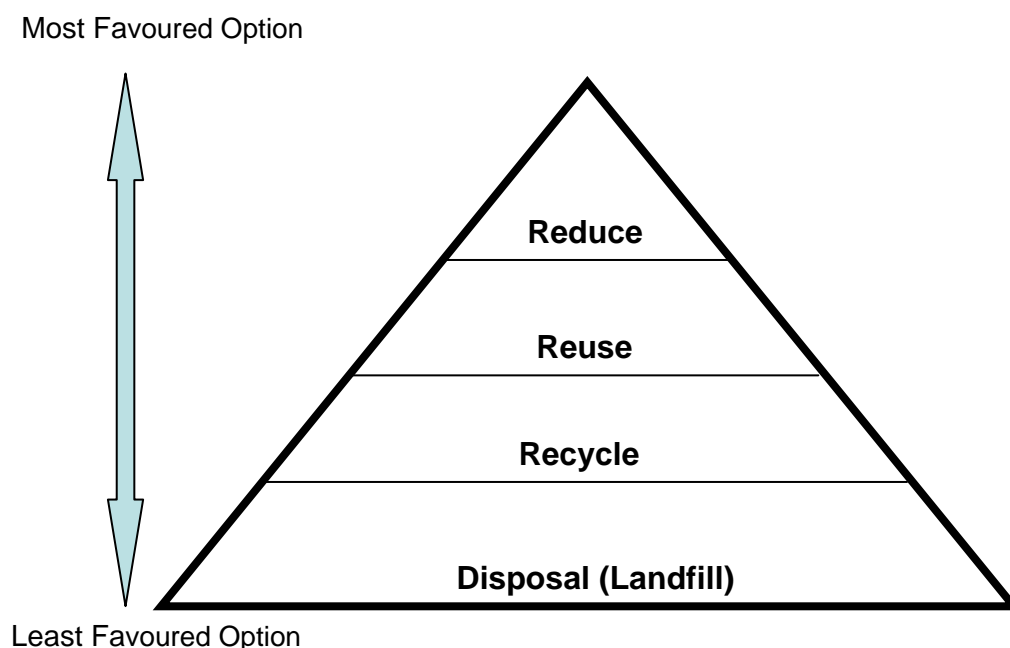 Most Favoured Option
Reduce
Reuse
Recycle
Disposal (Landfill)
Least Favoured Option